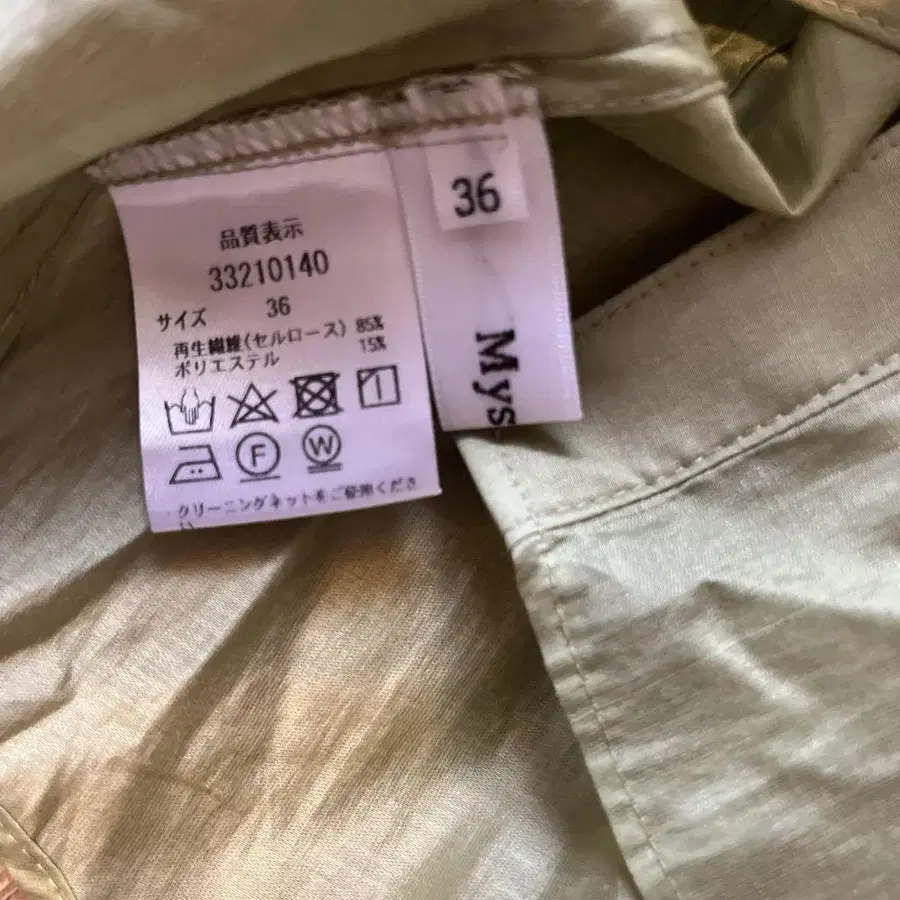 品質表示
33210140
サイズ 36
再生繊維(セルロース) 85%
ポリエステル 15%
F W
クリーニングネットをご使用くださ
い
36
Mys